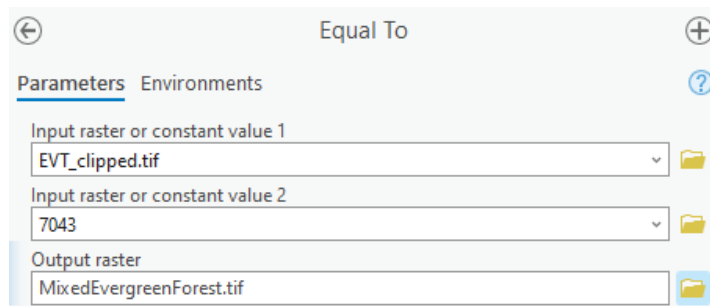 Equal To
Parameters Environments
?
Input raster or constant value 1
EVT_clipped.tif
Input raster or constant value 2
7043
Output raster
MixedEvergreenForest.tif